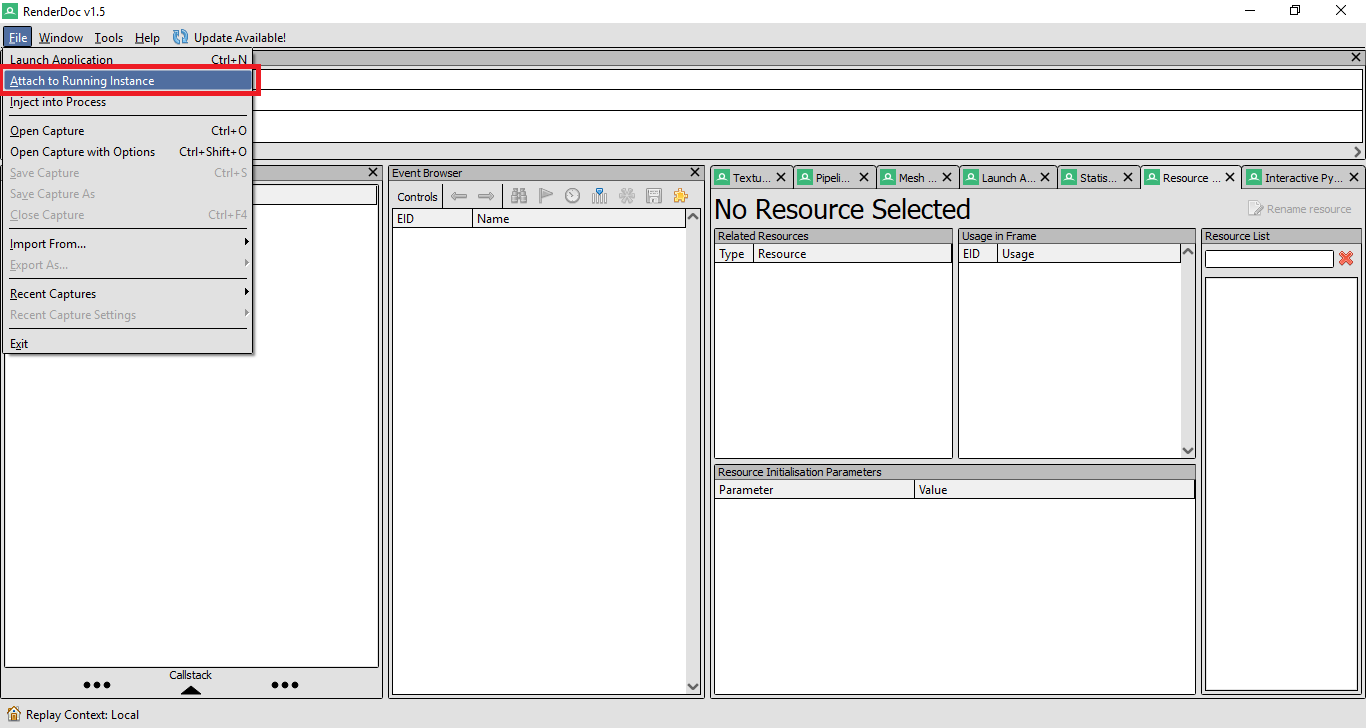 RenderDoc v1.5
File Window Tools Help Update Available!
Launch Application Ctrl+N
Attach to Running Instance
Inject into Process
Open Capture Ctrl+O
Open Capture with Options Ctrl+Shift+O
Save Capture Ctrl+S
Save Capture As
Close Capture Ctrl+F4
Import From...
Export As...
Recent Captures
Recent Capture Settings
Exit
Callstack
Event Browser
Controls
EID Name
Textu... Pipeli... Mesh ... Launch A... Statis... Resource ... Interactive Py...
No Resource Selected
Rename resource
Related Resources
Type Resource
Usage in Frame
EID Usage
Resource List
Resource Initialisation Parameters
Parameter Value
Replay Context: Local